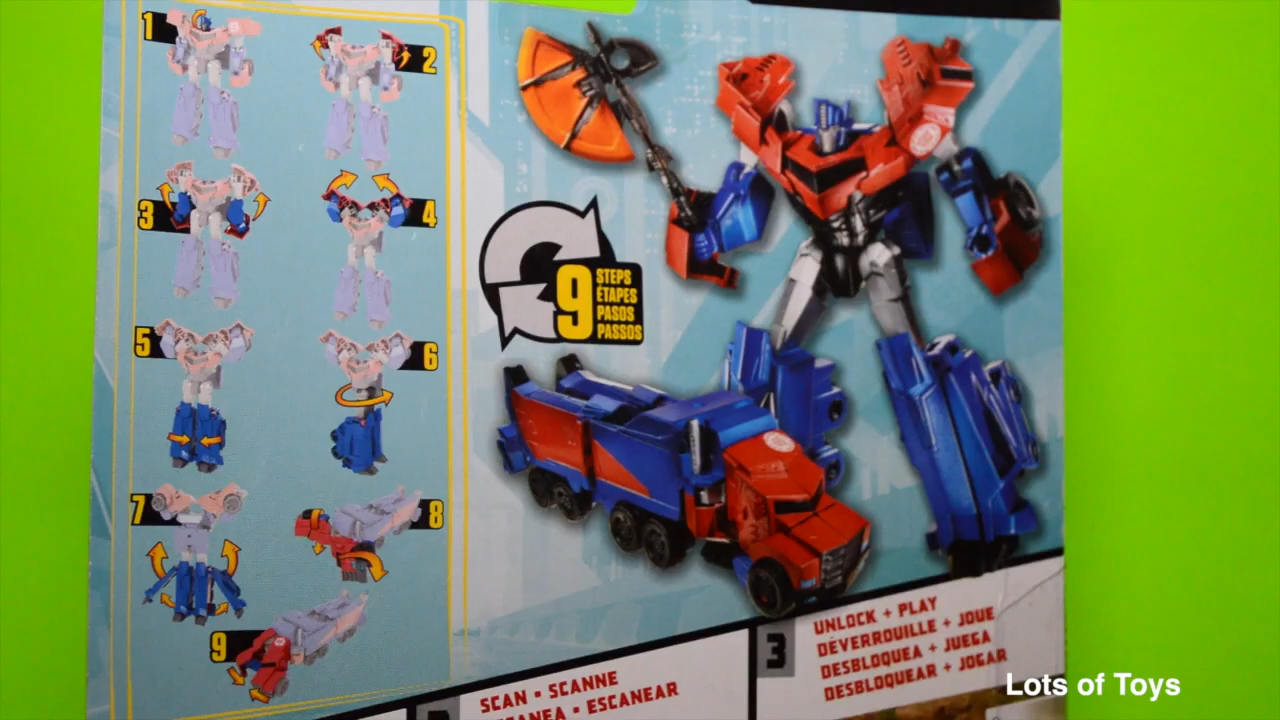 1
2
3
4
5
6
7
8
9
9 STEPS
ÉTAPES
PASOS
PASSOS
SCAN • SCANNE
• ESCANEAR
3
UNLOCK + PLAY
DÉVERROUILLE + JOUE
DESBLOQUEA + JUEGA
DESBLOQUEAR + JOGAR
Lots of Toys